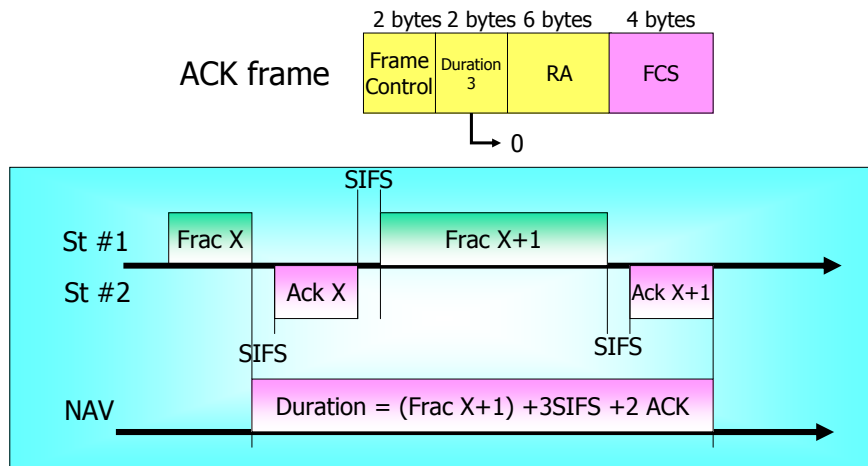 2 bytes 2 bytes 6 bytes 4 bytes
ACK frame
Frame Control
Duration 3
RA
FCS
0
SIFS
St #1
Frac X
Frac X+1
St #2
Ack X
Ack X+1
SIFS
SIFS
NAV
Duration = (Frac X+1) +3SIFS +2 ACK